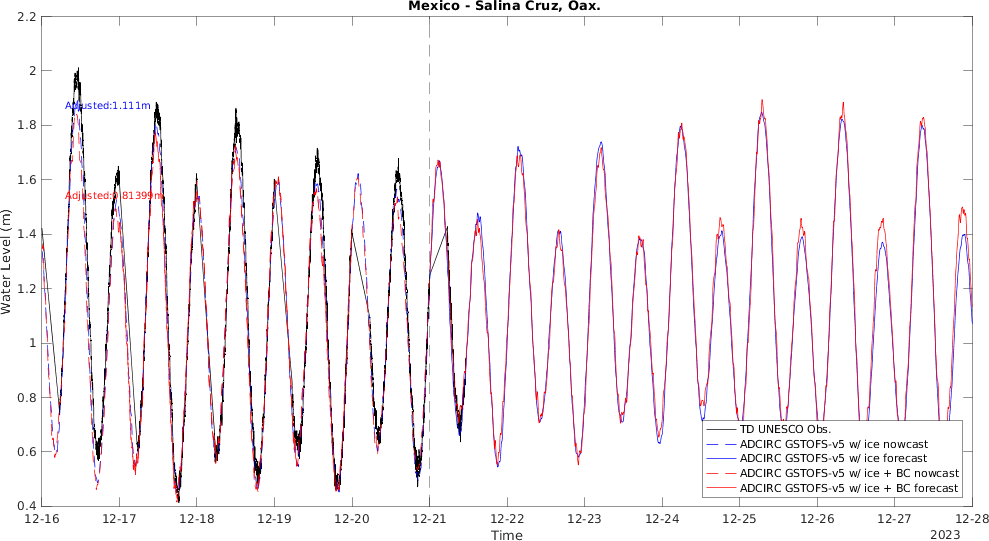 Mexico - Salina Cruz, Oax.
Water Level (m)
2.2
2
1.8
1.6
1.4
1.2
1
0.8
0.6
0.4
Adjusted:1.111m
Adjusted:0.81399m
TD UNESCO Obs.
ADCIRC GSTOFS-v5 w/ ice nowcast
ADCIRC GSTOFS-v5 w/ ice forecast
ADCIRC GSTOFS-v5 w/ ice + BC nowcast
ADCIRC GSTOFS-v5 w/ ice + BC forecast
12-16 12-17 12-18 12-19 12-20 12-21 12-22 12-23 12-24 12-25 12-26 12-27 12-28
Time
2023